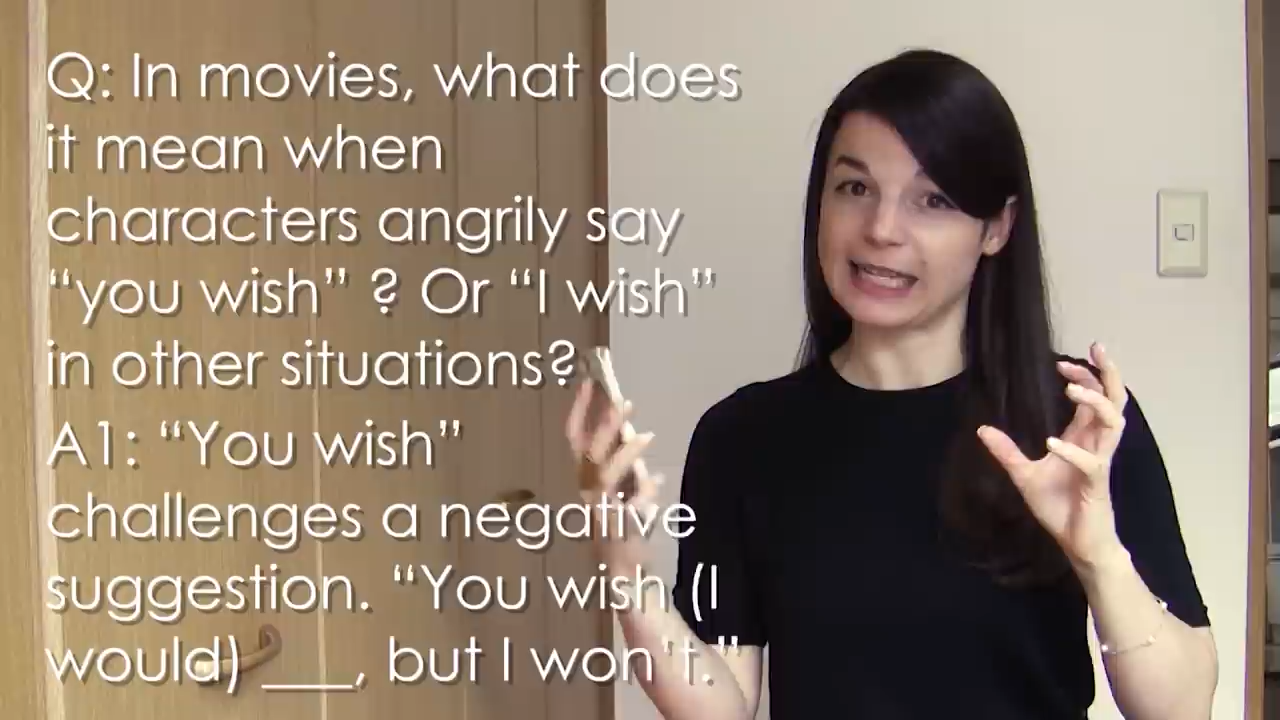 Q: In movies, what does
it mean when
characters angrily say
“you wish” ? Or “I wish”
in other situations?
A1: “You wish”
challenges a negative
suggestion. “You wish (I
would) ___, but I won’t.”